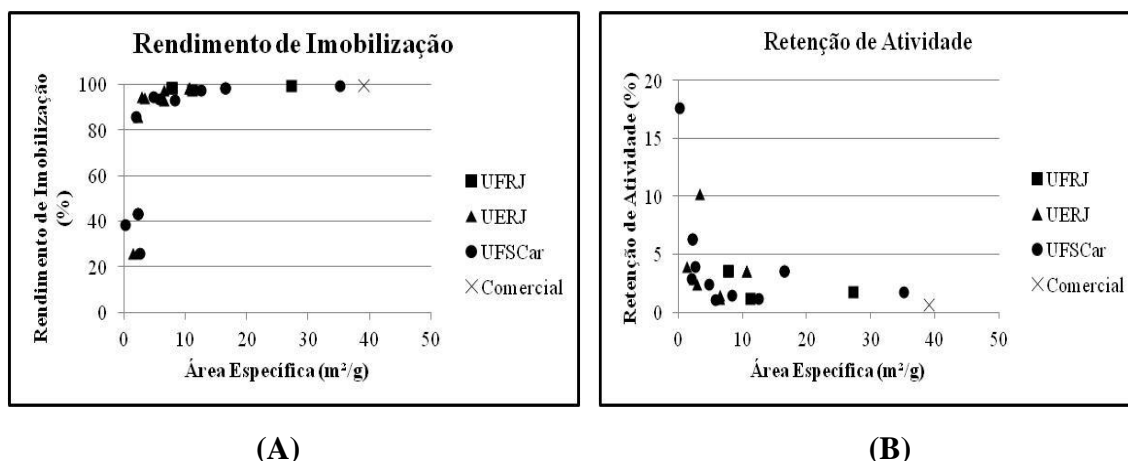 Rendimento de Imobilização
Rendimento de Imobilização
(%)
100
80
60
40
20
0
0 10 20 30 40 50
Área Específica (m²/g)
UFRJ
UERJ
UFSCar
Comercial
(A)
Retenção de Atividade
Retenção de Atividade (%)
20
15
10
5
0
0 10 20 30 40 50
Área Específica (m²/g)
UFRJ
UERJ
UFSCar
Comercial
(B)